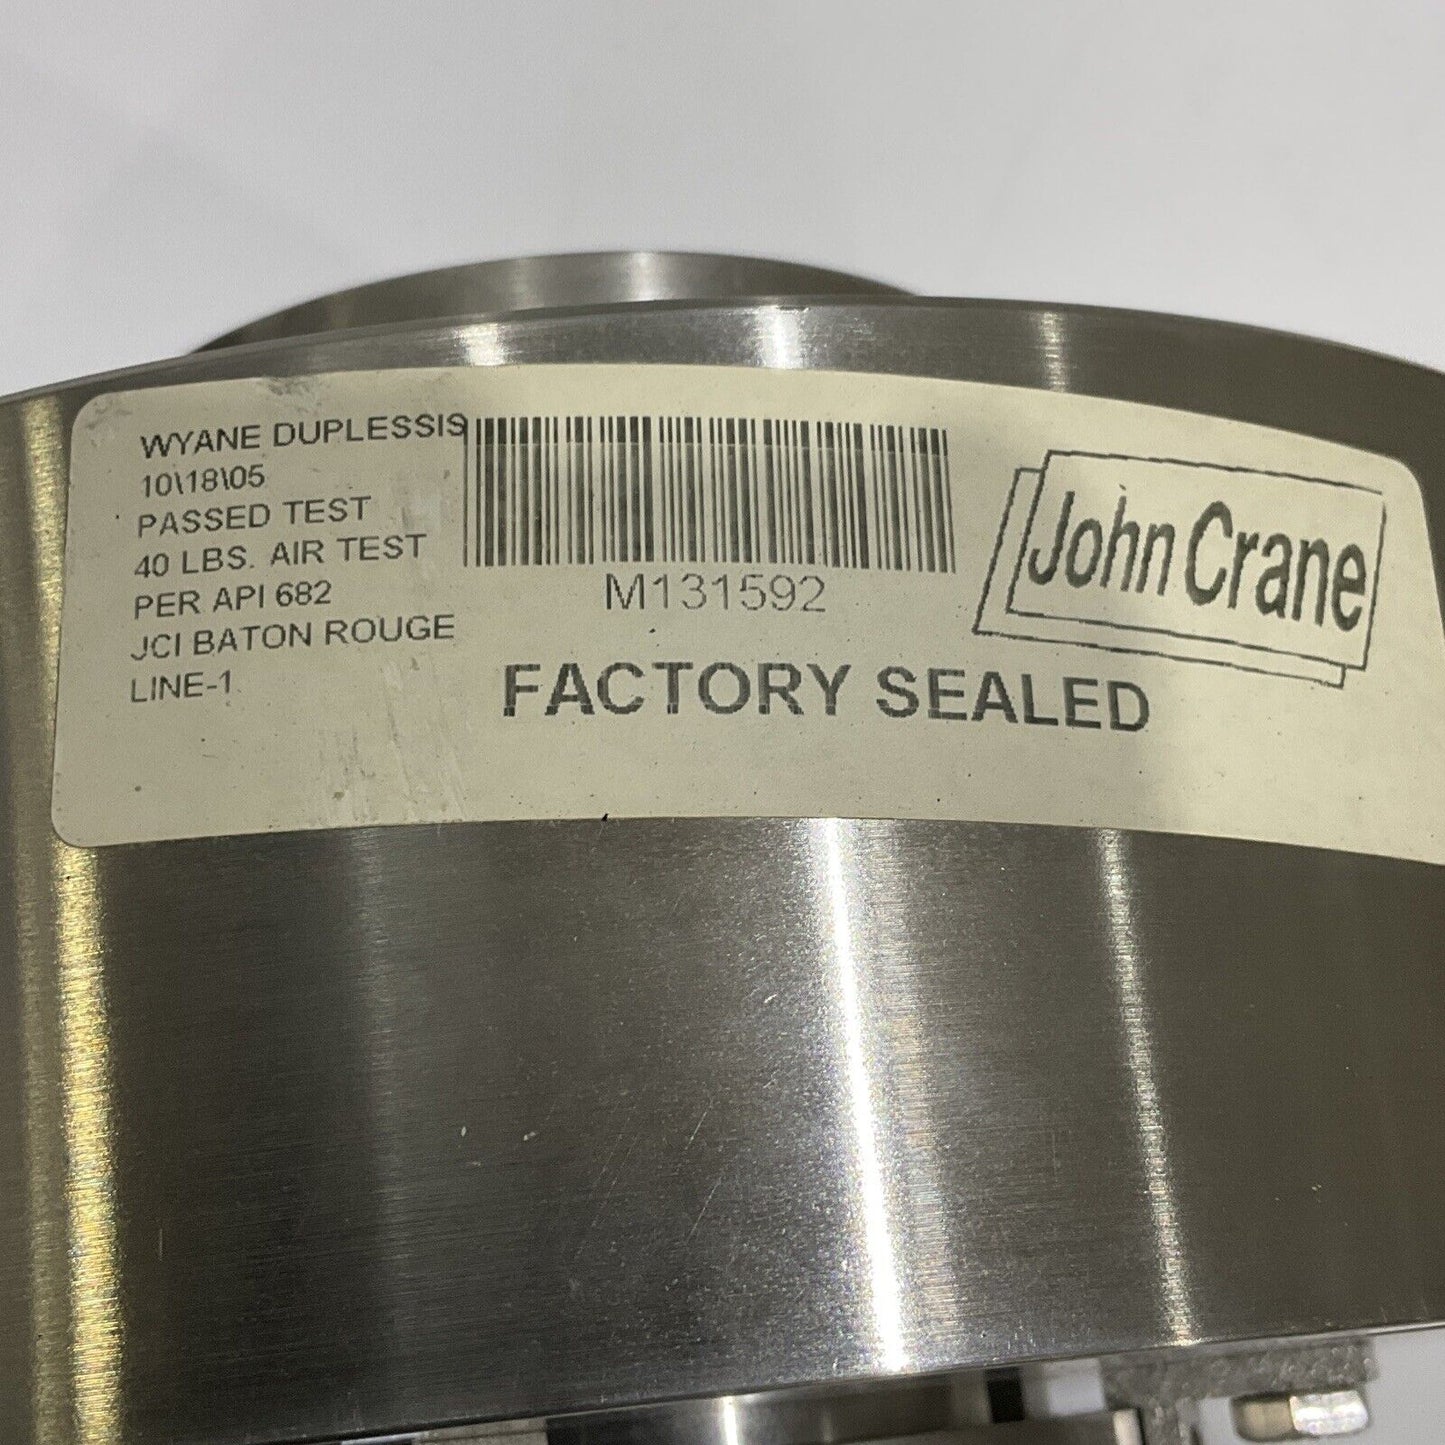 WYANE DUPLESSIS
10\18\05
PASSED TEST
40 LBS. AIR TEST
PER API 682
JCI BATON ROUGE
LINE-1
M131592
FACTORY SEALED
John Crane